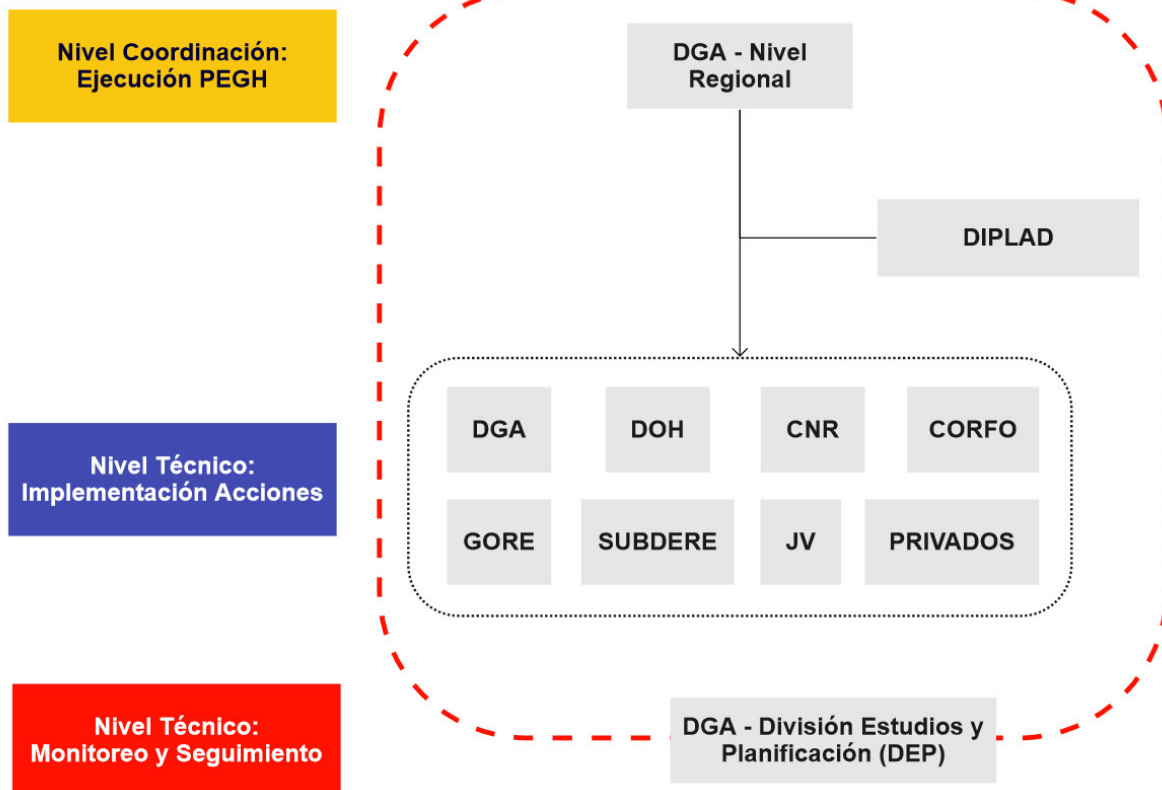 Nivel Coordinación:
Ejecución PEGH
DGA - Nivel
Regional
DIPLAD
DGA
DOH
CNR
CORFO
Nivel Técnico:
Implementación Acciones
GORE
SUBDERE
JV
PRIVADOS
Nivel Técnico:
Monitoreo y Seguimiento
DGA - División Estudios y
Planificación (DEP)